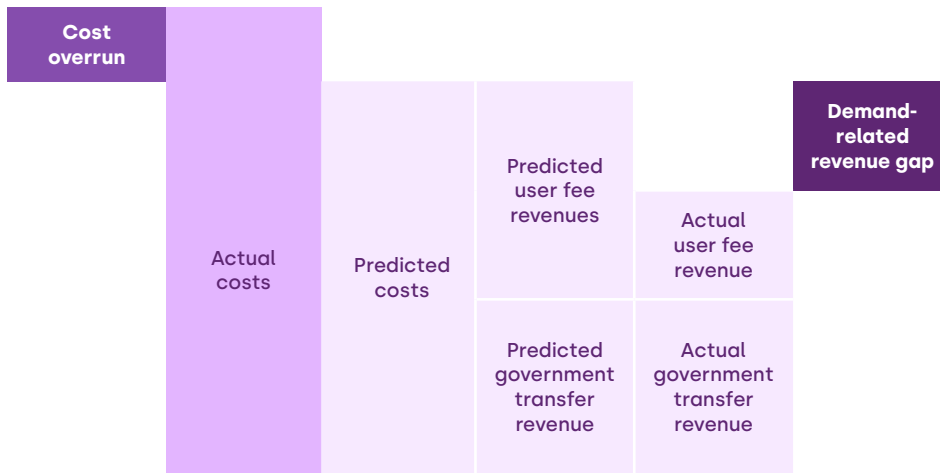 Cost
overrun
Actual
costs
Predicted
costs
Predicted
user fee
revenues
Predicted
government
transfer
revenue
Actual
user fee
revenue
Actual
government
transfer
revenue
Demand-
related
revenue gap